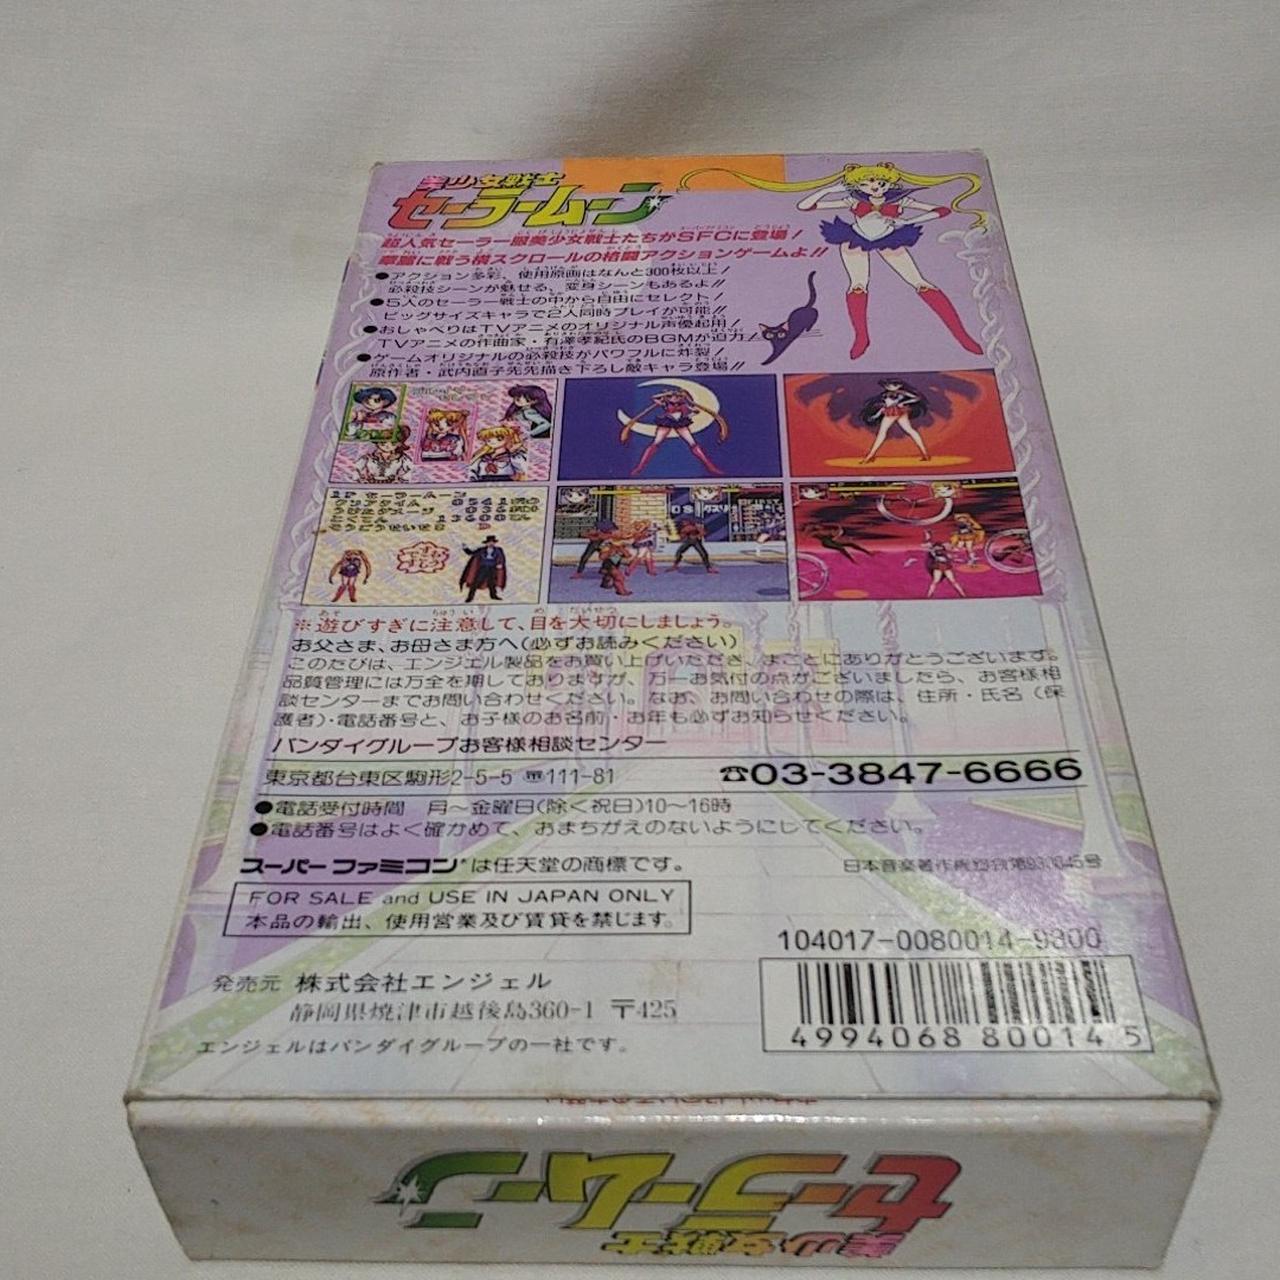 美少女戦士
セーラームーン
超人気セーラー服美少女戦士たちがSFCに登場!
華麗に戦う横スクロールの格闘アクションゲームよ!!
●アクション多彩、使用原画はなんと300枚以上!
必殺技シーンが魅せる、変身シーンもあるよ!!
●5人のセーラー戦士の中から自由にセレクト!
ビッグサイズキャラで2人同時プレイが可能!!
●おしゃべりはTVアニメのオリジナル声優起用!
TVアニメの作曲家・有澤孝紀氏のBGMが迫力!
●ゲームオリジナルの必殺技がパワフルに炸裂!
原作者・武内直子先先描き下ろし敵キャラ登場!!
クスリ
※遊びすぎに注意して、目を大切にしましょう。
お父さま、お母さま方へ(必ずお読みください)
このたびは、エンジェル製品をお買い上げいただき、まことにありがとうございます。
品質管理には万全を期しておりますが、万一お気付の点がございましたら、お客様相
談センターまでお問い合わせください。なお、お問い合わせの際は、住所・氏名(保
護者)・電話番号と、お子様のお名前・お年も必ずお知らせください。
バンダイグループお客様相談センター
東京都台東区駒形2-5-5 〠111-81 ☎03-3847-6666
●電話受付時間 月〜金曜日(除く祝日)10〜16時
●電話番号はよく確かめて、おまちがえのないようにしてください。
スーパーファミコン®は任天堂の商標です。
FOR SALE and USE IN JAPAN ONLY
本品の輸出、使用営業及び賃貸を禁じます。
104017-0080014-9800
4994068 80014 5
発売元 株式会社エンジェル
静岡県焼津市越後島360-1 〒425
エンジェルはバンダイグループの一社です。
美少女戦士
セーラームーン